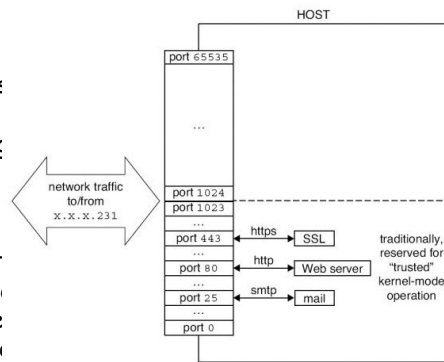 HOST
port 65535
...
network traffic
to/from
x.x.x.231
port 1024
port 1023
...
port 443
https
SSL
...
port 80
http
Web server
...
port 25
smtp
mail
...
port 0
traditionally,
reserved for
“trusted”
kernel-mode
operation